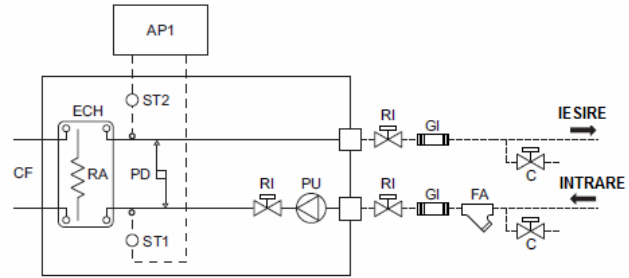 AP1
ST2
ECH
RI
GI
IESIRE
CF
RA
PD
C
RI
PU
RI
GI
FA
INTRARE
ST1
C